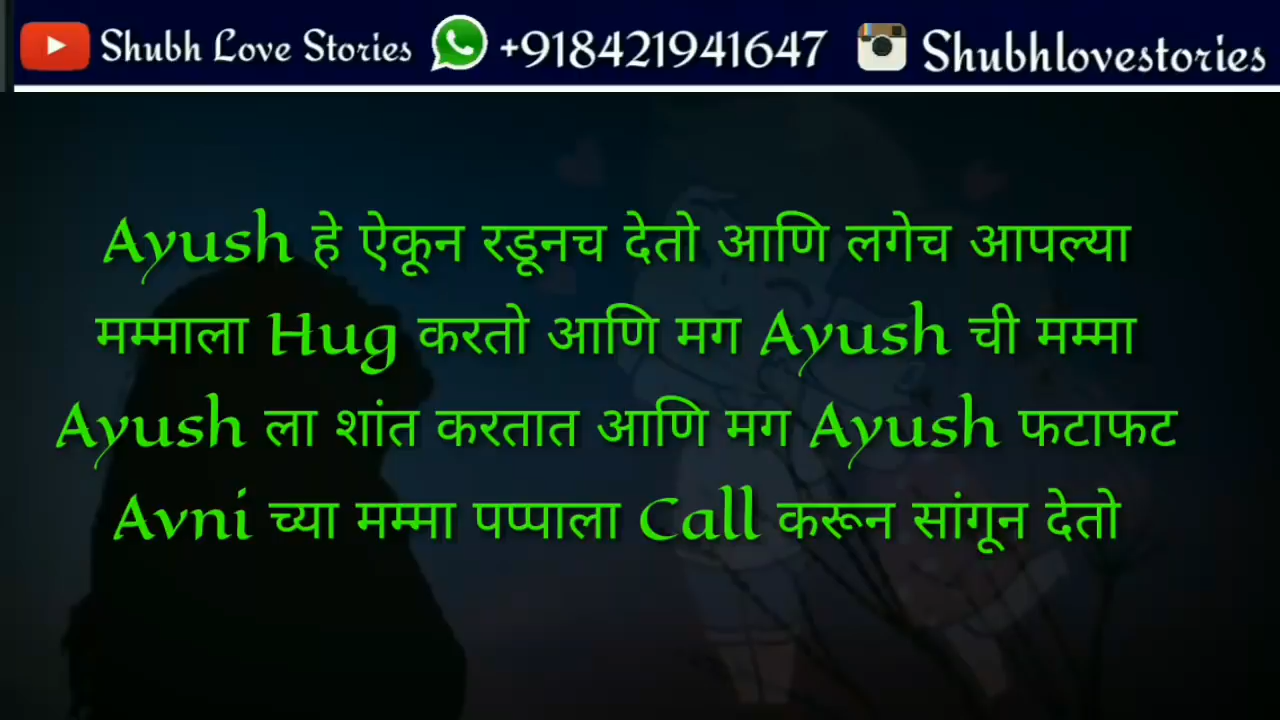 Shubh Love Stories +918421941647 Shubhlovestories
Ayush हे ऐकून रडूनच देतो आणि लगेच आपल्या
मम्माला Hug करतो आणि मग Ayush ची मम्मा
Ayush ला शांत करतात आणि मग Ayush फटाफट
Avni च्या मम्मा पप्पाला Call करून सांगून देतो